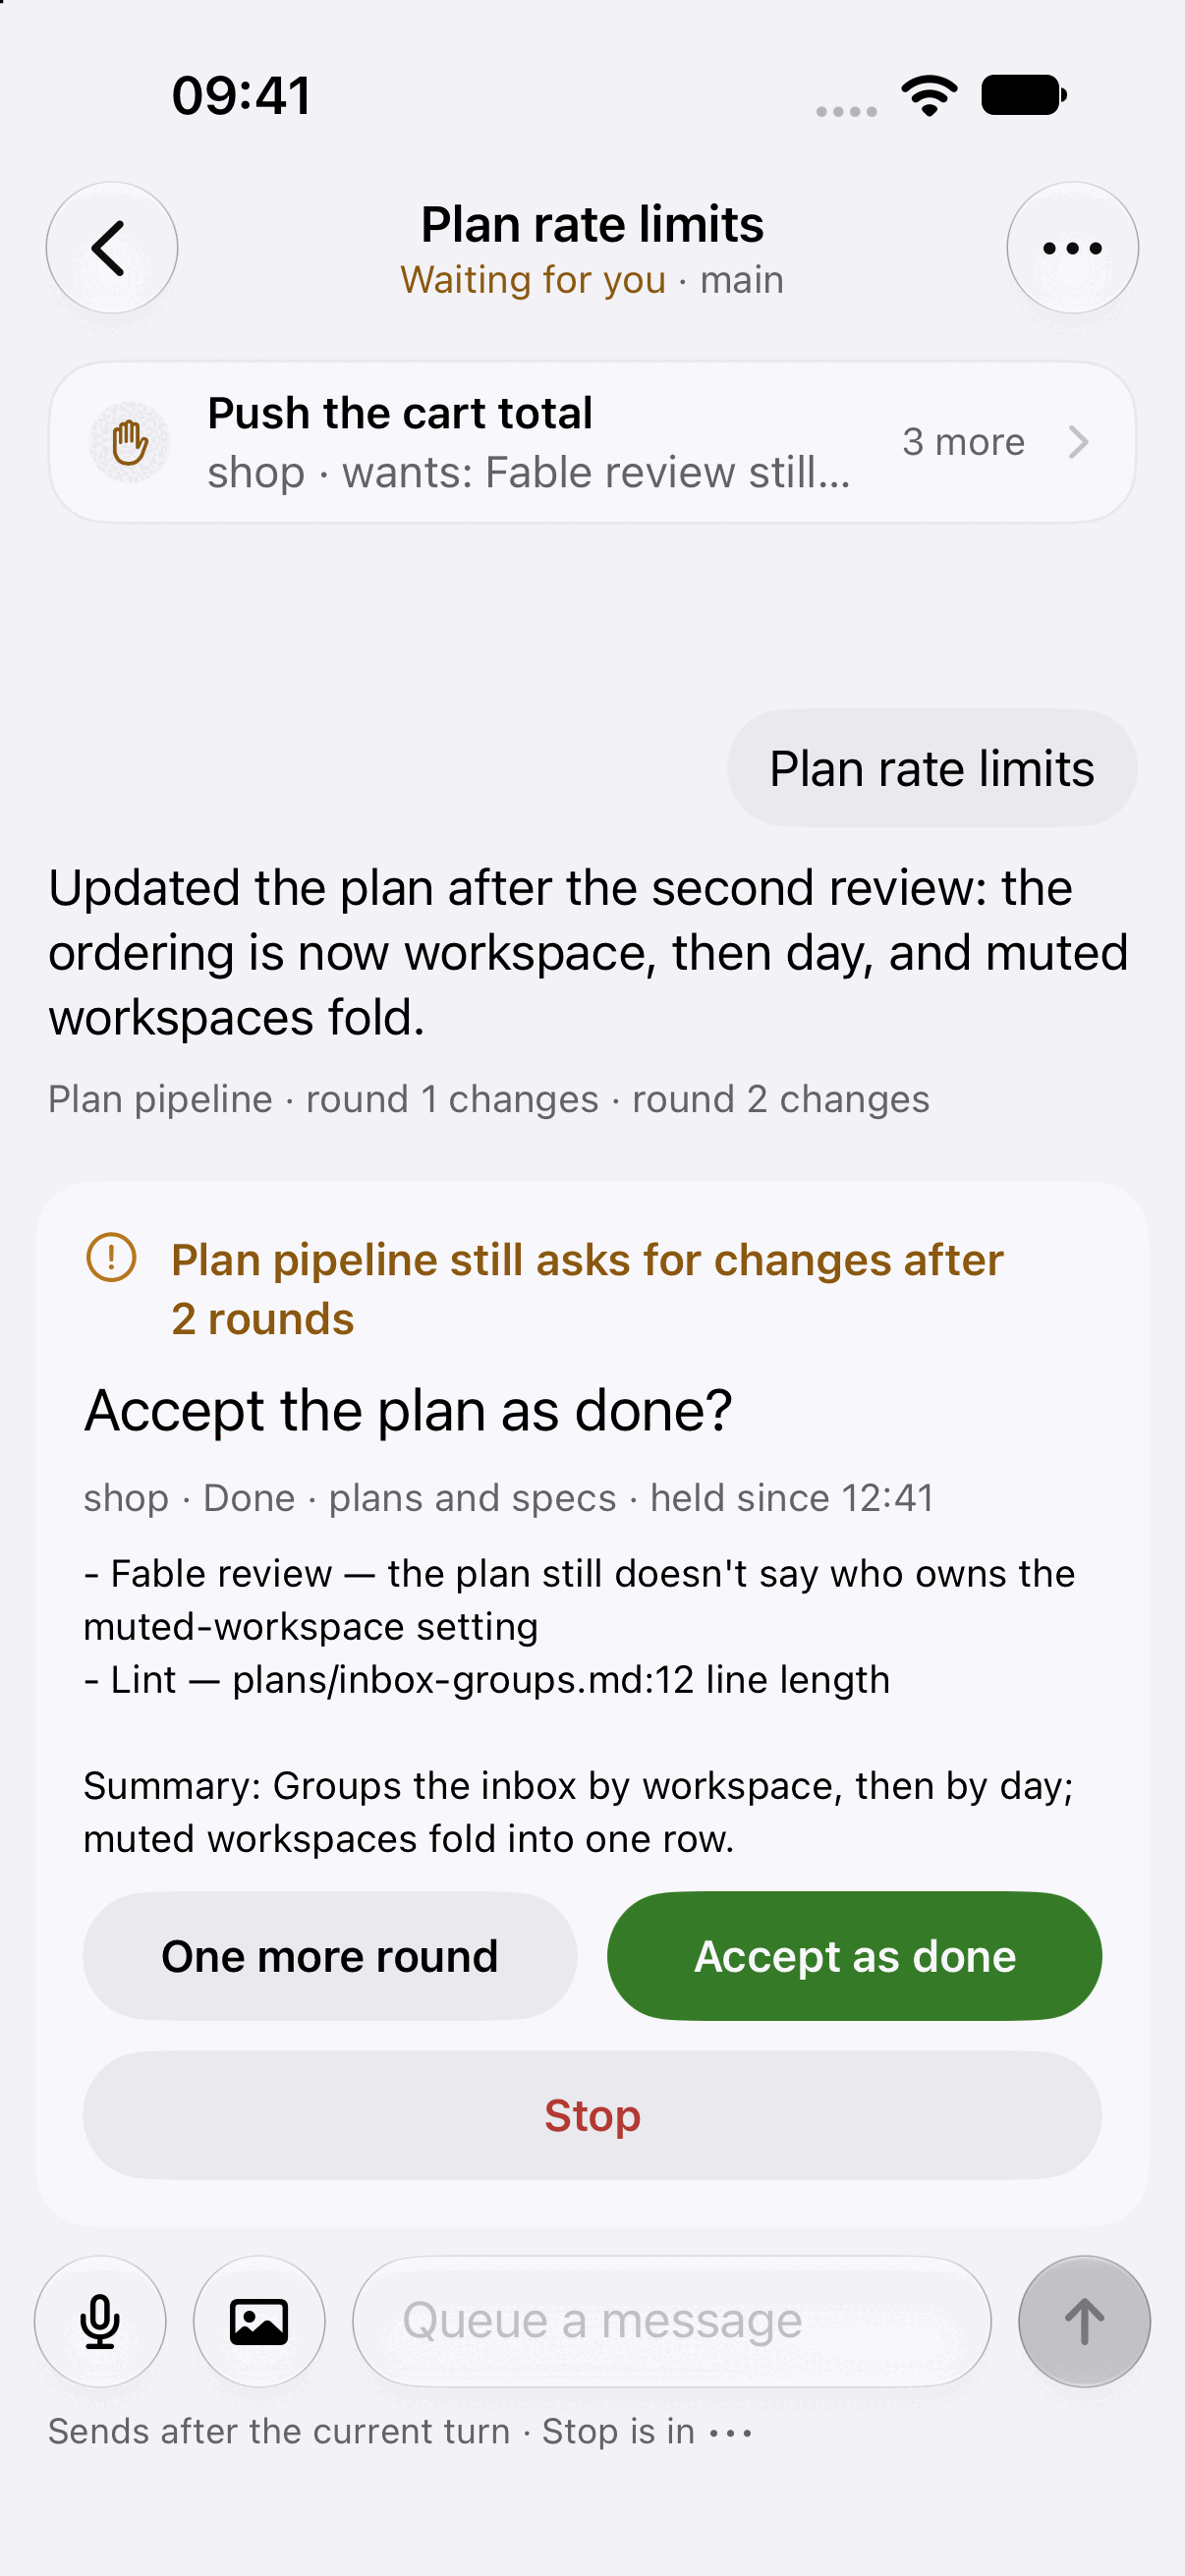 09:41
Plan rate limits
Waiting for you · main
Push the cart total
shop · wants: Fable review still...
3 more
Plan rate limits
Updated the plan after the second review: the
ordering is now workspace, then day, and muted
workspaces fold.
Plan pipeline · round 1 changes · round 2 changes
Plan pipeline still asks for changes after
2 rounds
Accept the plan as done?
shop · Done · plans and specs · held since 12:41
- Fable review — the plan still doesn't say who owns the
muted-workspace setting
- Lint — plans/inbox-groups.md:12 line length
Summary: Groups the inbox by workspace, then by day;
muted workspaces fold into one row.
One more round
Accept as done
Stop
Queue a message
Sends after the current turn · Stop is in •••